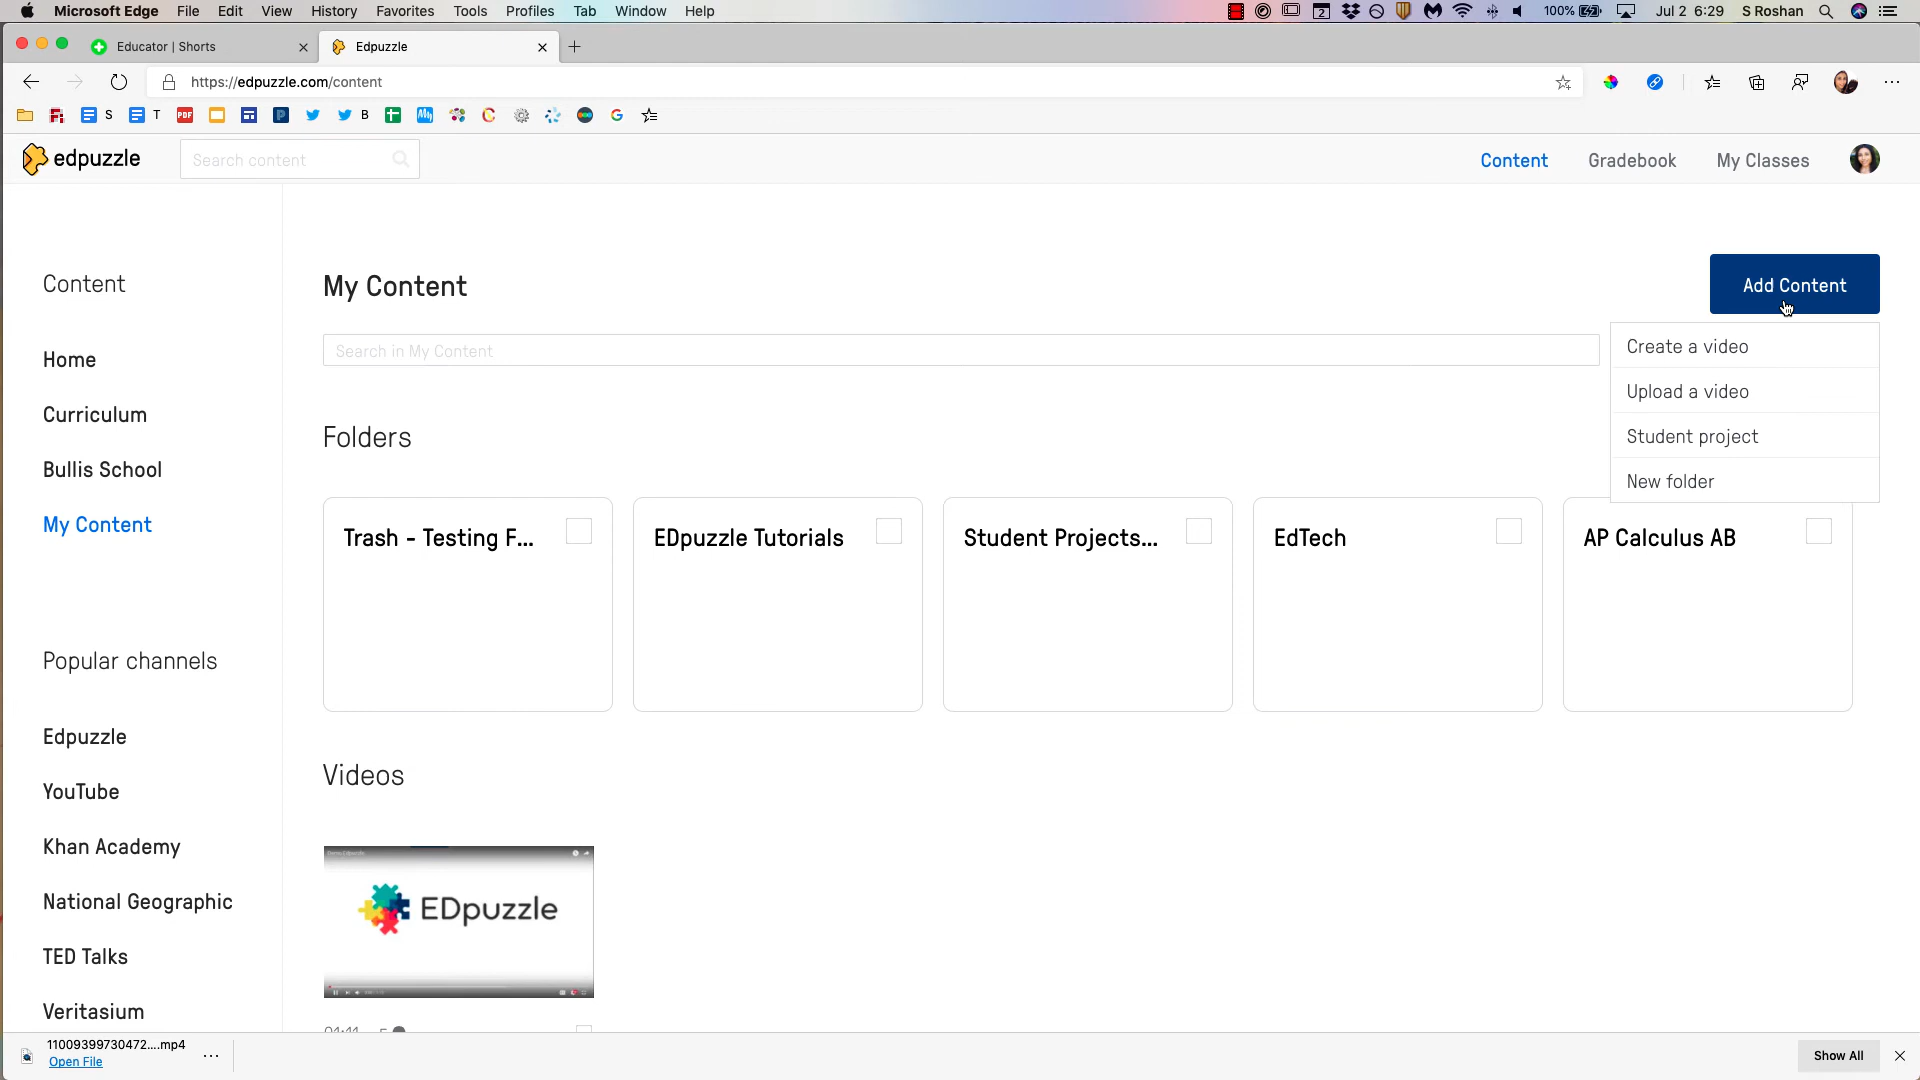 Microsoft Edge File Edit View History Favorites Tools Profiles Tab Window Help 2 100% Jul 2 6:29 S Roshan
Educator | Shorts Edpuzzle
https://edpuzzle.com/content
S T PDF B
edpuzzle Search content Content Gradebook My Classes
Content
Home
Curriculum
Bullis School
My Content
Popular channels
Edpuzzle
YouTube
Khan Academy
National Geographic
TED Talks
Veritasium
My Content
Add Content
Search in My Content
Create a video
Upload a video
Student project
New folder
Folders
Trash - Testing F...
EDpuzzle Tutorials
Student Projects...
EdTech
AP Calculus AB
Videos
EDpuzzle
11009399730472....mp4
Open File
Show All